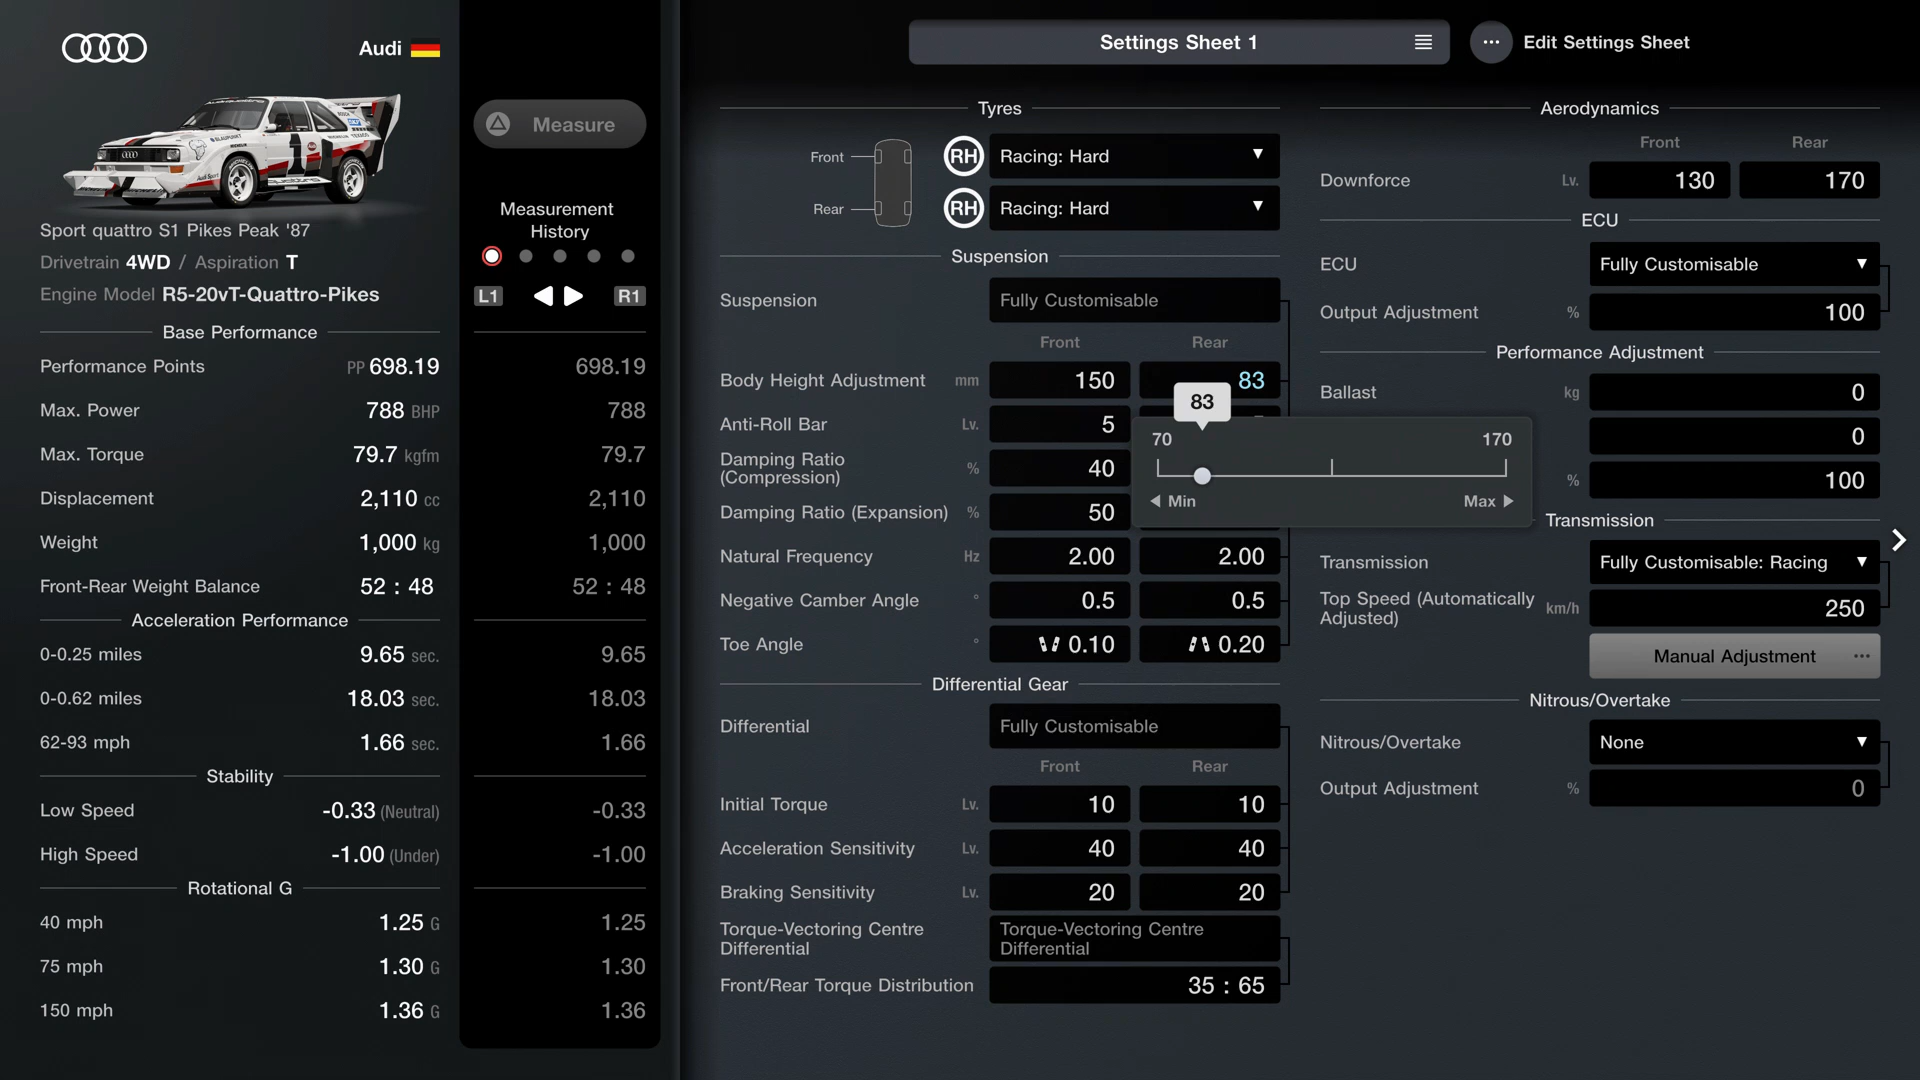 Audi
Sport quattro S1 Pikes Peak '87
Drivetrain 4WD / Aspiration T
Engine Model R5-20vT-Quattro-Pikes
Base Performance
Performance Points PP 698.19
Max. Power 788 BHP
Max. Torque 79.7 kgfm
Displacement 2,110 cc
Weight 1,000 kg
Front-Rear Weight Balance 52 : 48
Acceleration Performance
0-0.25 miles 9.65 sec.
0-0.62 miles 18.03 sec.
62-93 mph 1.66 sec.
Stability
Low Speed -0.33 (Neutral)
High Speed -1.00 (Under)
Rotational G
40 mph 1.25 G
75 mph 1.30 G
150 mph 1.36 G
Measure
Measurement
History
L1 R1
698.19
788
79.7
2,110
1,000
52 : 48
9.65
18.03
1.66
-0.33
-1.00
1.25
1.30
1.36
Settings Sheet 1
Edit Settings Sheet
Tyres
Front RH Racing: Hard
Rear RH Racing: Hard
Suspension
Suspension Fully Customisable
Front Rear
Body Height Adjustment mm 150 83
Anti-Roll Bar Lv. 5
Damping Ratio
(Compression) % 40
Damping Ratio (Expansion) % 50
Natural Frequency Hz 2.00 2.00
Negative Camber Angle ° 0.5 0.5
Toe Angle ° 0.10 0.20
83
70 170
Min Max
Differential Gear
Differential Fully Customisable
Front Rear
Initial Torque Lv. 10 10
Acceleration Sensitivity Lv. 40 40
Braking Sensitivity Lv. 20 20
Torque-Vectoring Centre
Differential
Torque-Vectoring Centre
Differential
Front/Rear Torque Distribution 35 : 65
Aerodynamics
Front Rear
Downforce Lv. 130 170
ECU
ECU Fully Customisable
Output Adjustment % 100
Performance Adjustment
Ballast kg 0
0
% 100
Transmission
Transmission Fully Customisable: Racing
Top Speed (Automatically
Adjusted) km/h 250
Manual Adjustment
Nitrous/Overtake
Nitrous/Overtake None
Output Adjustment % 0